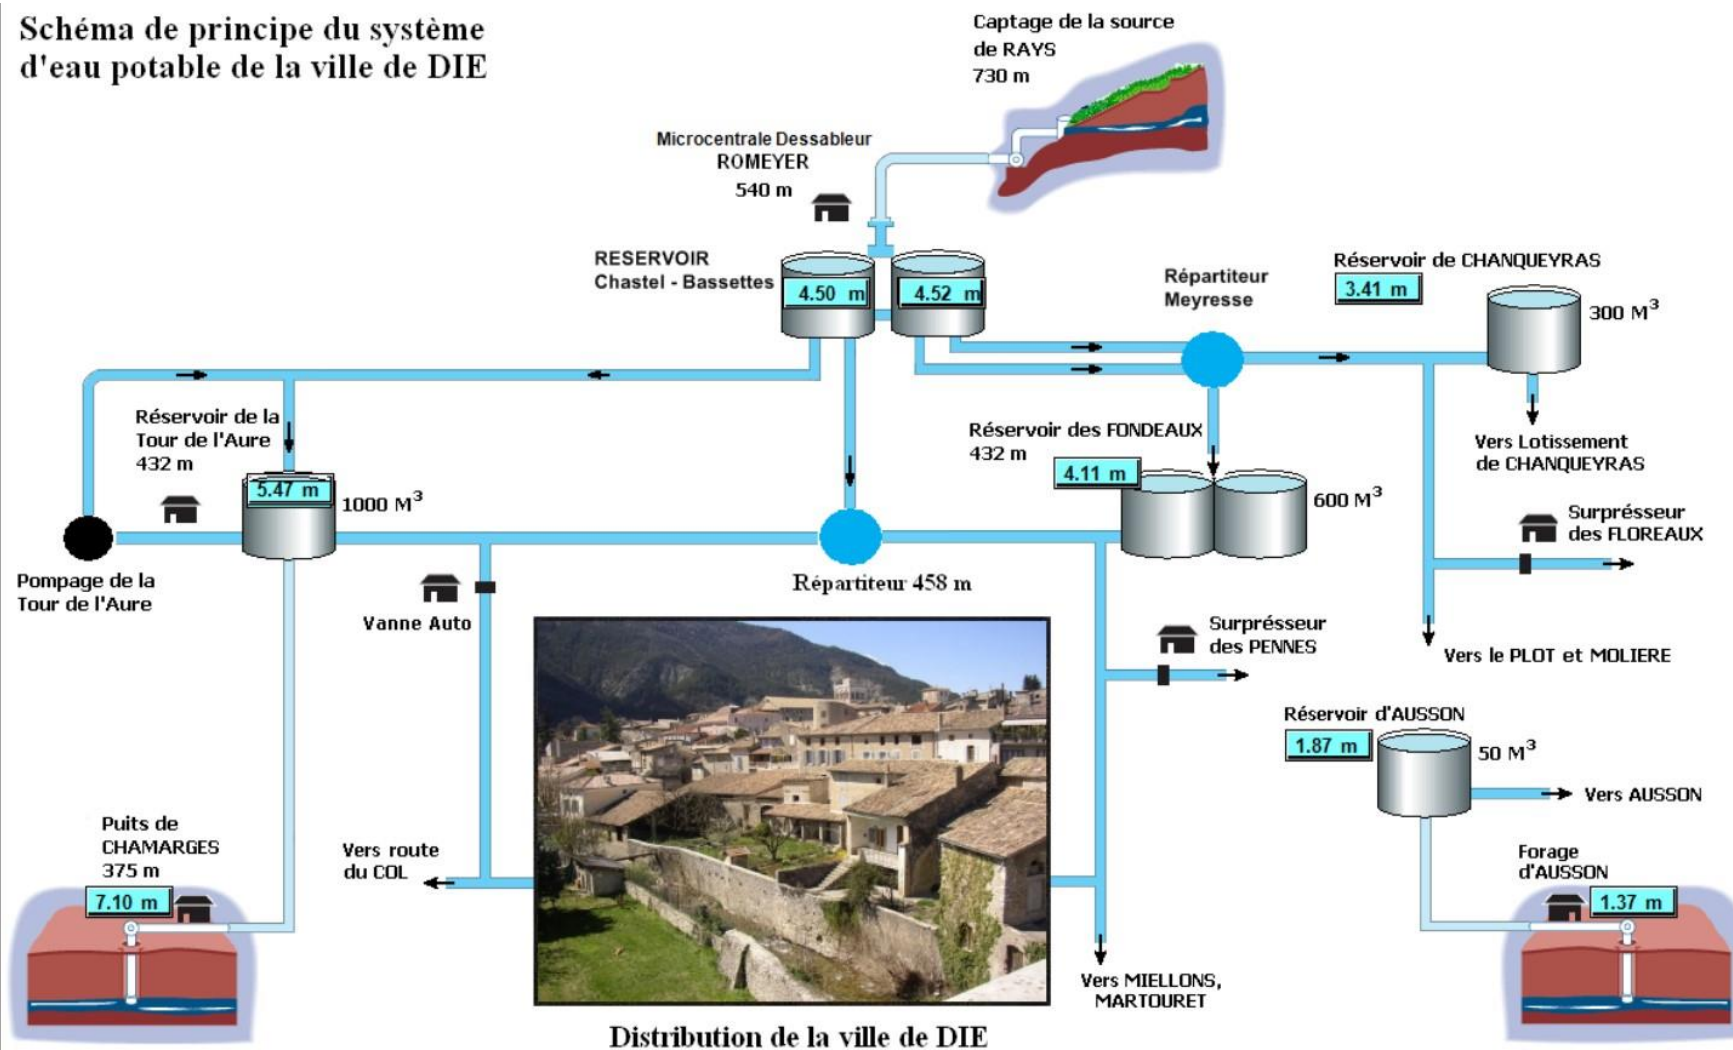 Schéma de principe du système
d'eau potable de la ville de DIE
Captage de la source
de RAYS
730 m
Microcentrale Dessableur
ROMEYER
540 m
RESERVOIR
Chastel - Bassettes
4.50 m
4.52 m
Répartiteur
Meyresse
Réservoir de CHANQUEYRAS
3.41 m
300 M³
Vers Lotissement
de CHANQUEYRAS
Réservoir de la
Tour de l'Aure
432 m
5.47 m
1000 M³
Réservoir des FONDEAUX
432 m
4.11 m
600 M³
Surprésseur
des FLOREAUX
Pompage de la
Tour de l'Aure
Vanne Auto
Répartiteur 458 m
Surprésseur
des PENNES
Vers le PLOT et MOLIERE
Réservoir d'AUSSON
1.87 m
50 M³
Vers AUSSON
Puits de
CHAMARGES
375 m
7.10 m
Vers route
du COL
Forage
d'AUSSON
1.37 m
Vers MIELLONS,
MARTOURET
Distribution de la ville de DIE